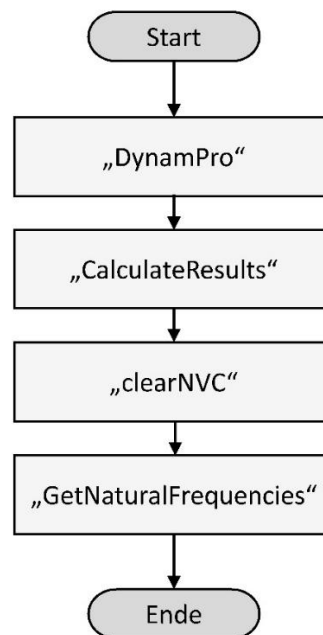 Start
„DynamPro“
„CalculateResults“
„clearNVC“
„GetNaturalFrequencies“
Ende